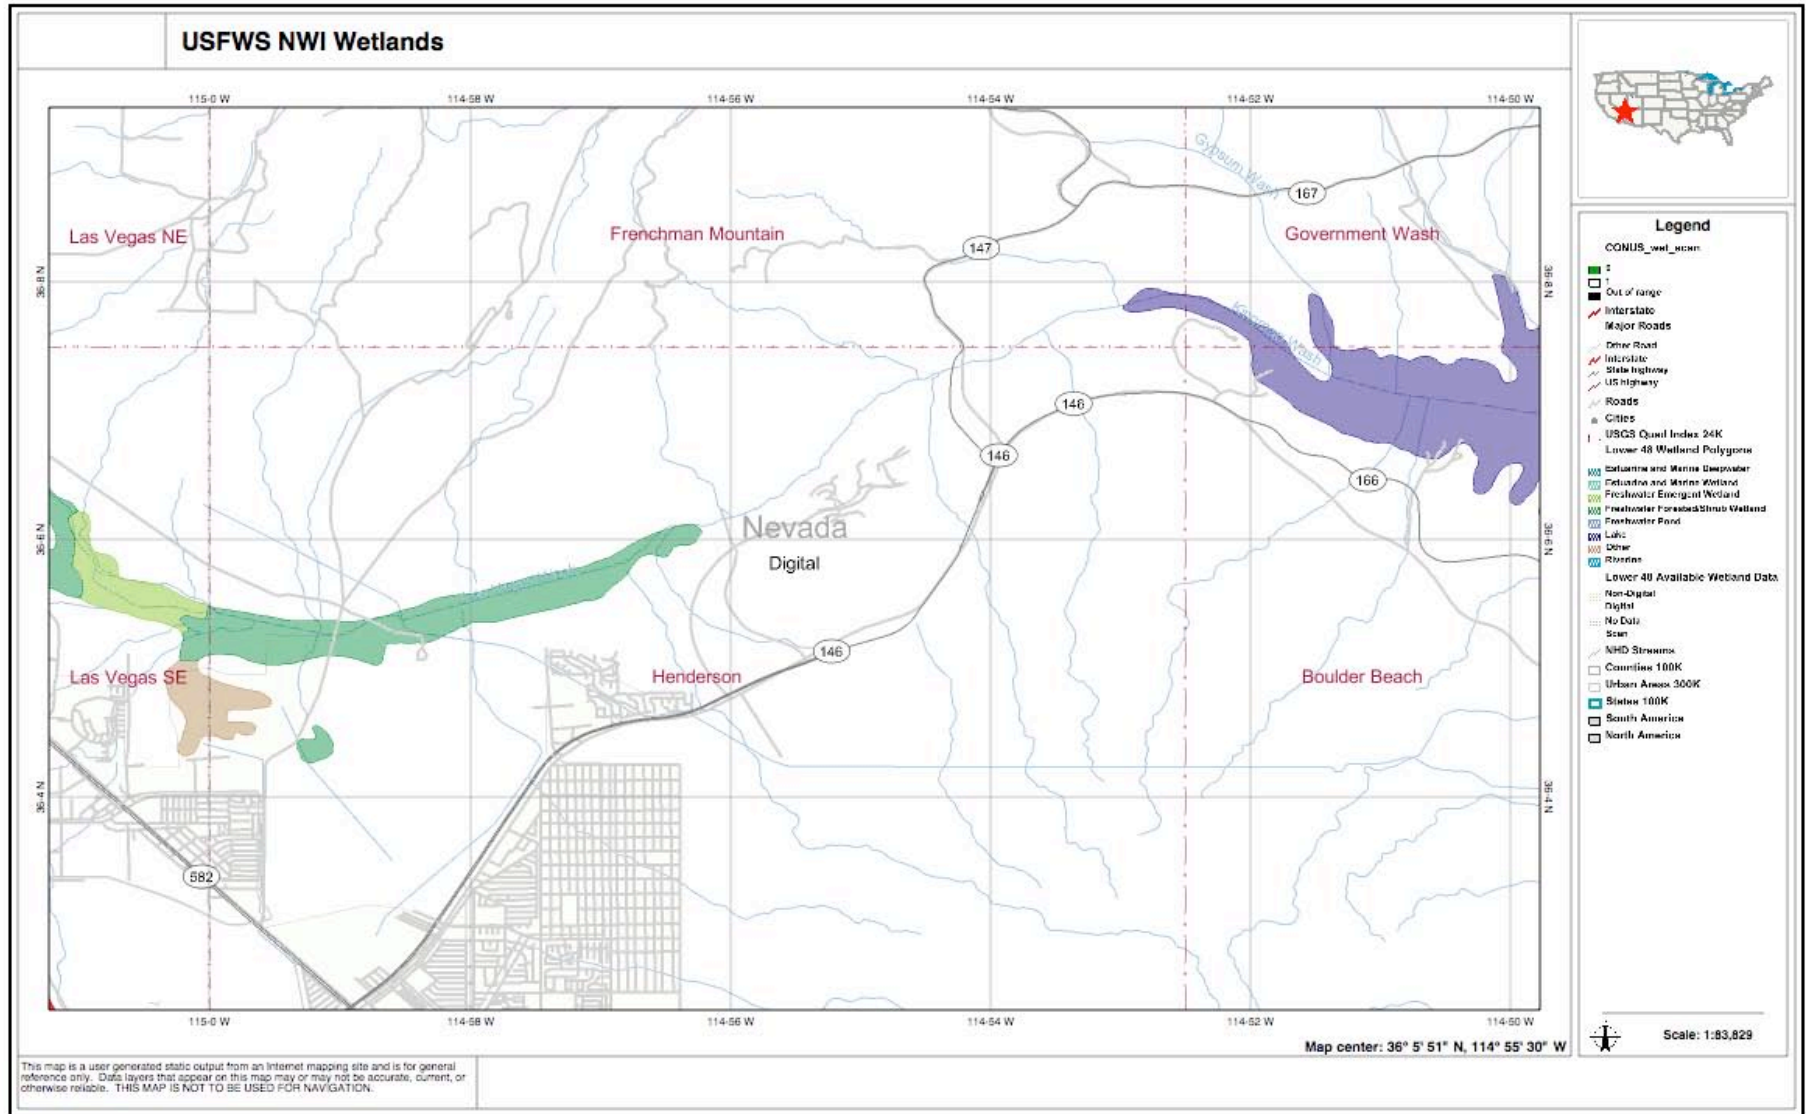 USFWS NWI Wetlands
115-0 W
114-58 W
114-56 W
114-54 W
114-52 W
114-50 W
Gypsum Wash
167
Las Vegas NE
Frenchman Mountain
147
Government Wash
36-8 N
36-8 N
Wash
146
146
166
Nevada
Digital
36-6 N
36-6 N
Las Vegas SE
Henderson
146
Boulder Beach
36-4 N
36-4 N
582
115-0 W
114-58 W
114-56 W
114-54 W
114-52 W
114-50 W
Map center: 36° 5' 51" N, 114° 55' 30" W
This map is a user generated static output from an Internet mapping site and is for general
reference only. Data layers that appear on this map may or may not be accurate, current, or
otherwise reliable. THIS MAP IS NOT TO BE USED FOR NAVIGATION.
Legend
CONUS_wet_scan
Out of range
Interstate
Major Roads
Other Road
Interstate
State highway
US highway
Roads
Cities
USGS Quad Index 24K
Lower 48 Wetland Polygons
Estuarine and Marine Deepwater
Estuarine and Marine Wetland
Freshwater Emergent Wetland
Freshwater Forested/Shrub Wetland
Freshwater Pond
Lake
Other
Riverine
Lower 48 Available Wetland Data
Non-Digital
Digital
No Data
Scan
NHD Streams
Counties 100K
Urban Areas 300K
States 100K
South America
North America
Scale: 1:83,829